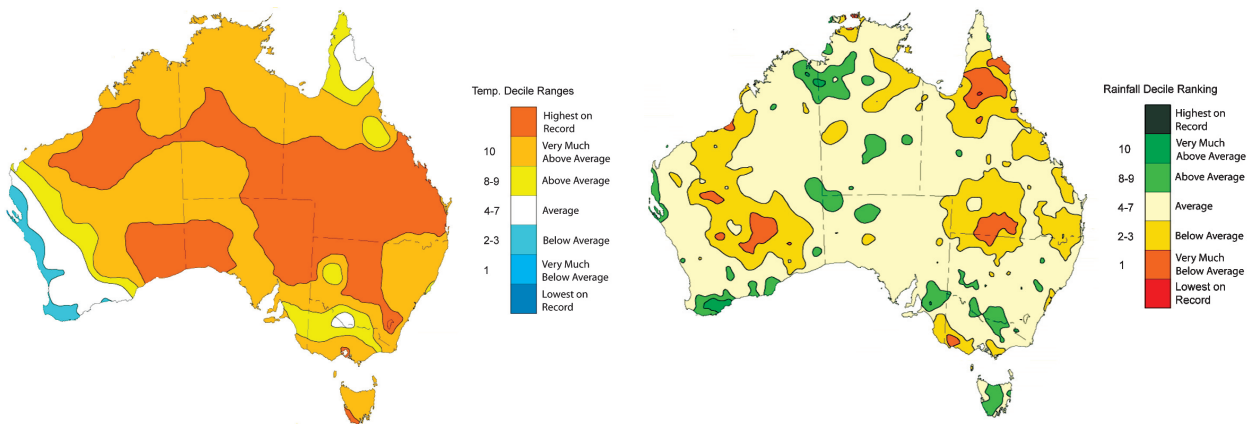 Temp. Decile Ranges
Highest on
Record
10
Very Much
Above Average
8-9
Above Average
4-7
Average
2-3
Below Average
1
Very Much
Below Average
Lowest on
Record
Rainfall Decile Ranking
Highest on
Record
10
Very Much
Above Average
8-9
Above Average
4-7
Average
2-3
Below Average
1
Very Much
Below Average
Lowest on
Record